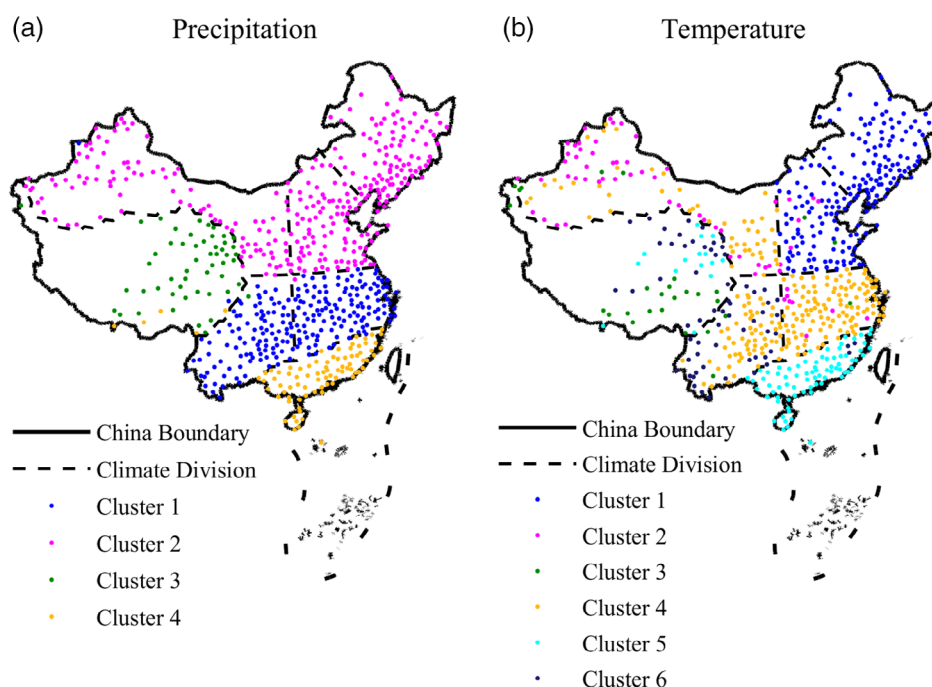 (a) Precipitation
(b) Temperature
China Boundary
Climate Division
Cluster 1
Cluster 2
Cluster 3
Cluster 4
China Boundary
Climate Division
Cluster 1
Cluster 2
Cluster 3
Cluster 4
Cluster 5
Cluster 6